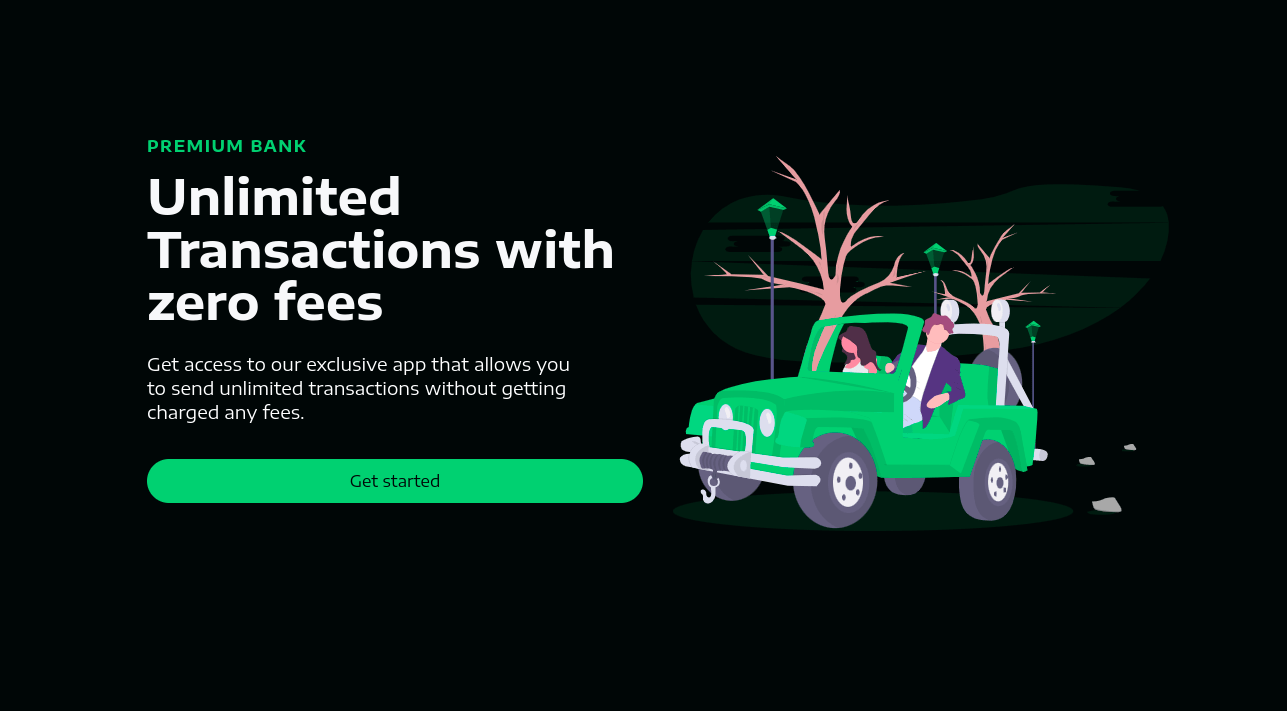 PREMIUM BANK
Unlimited
Transactions with
zero fees
Get access to our exclusive app that allows you
to send unlimited transactions without getting
charged any fees.
Get started